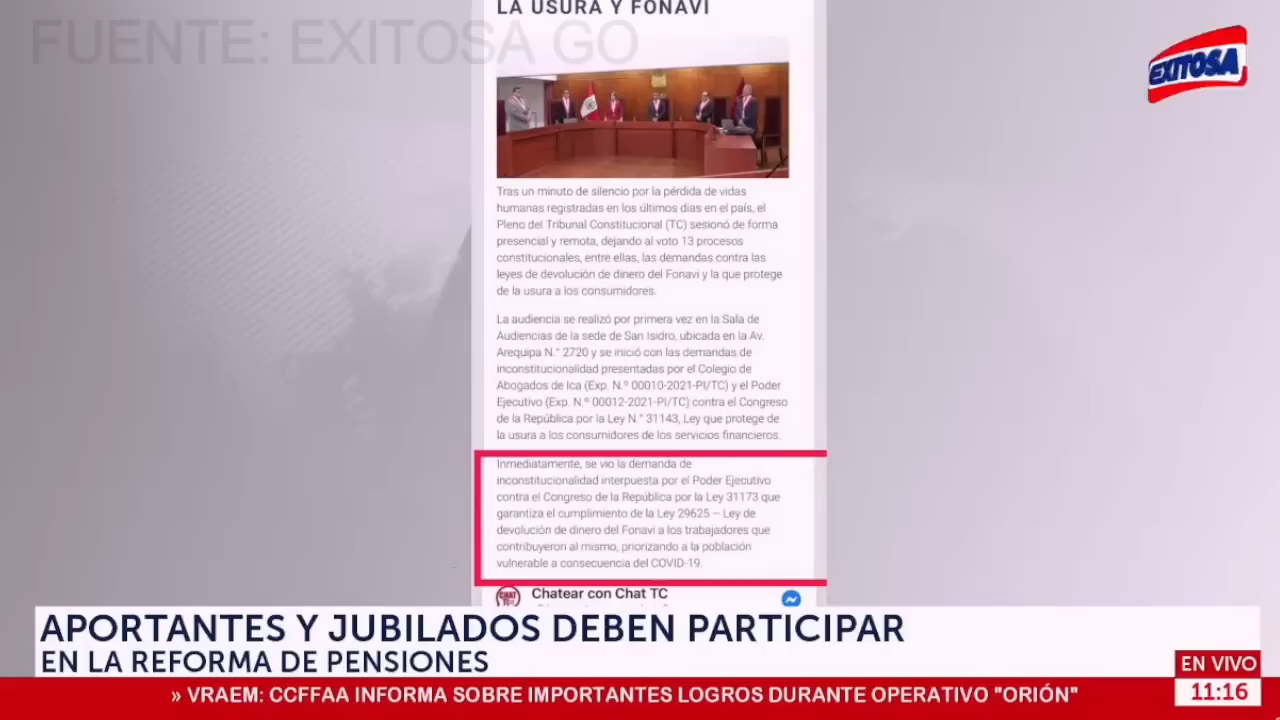 LA USURA Y FONAVI
FUENTE: EXITOSA GO
EXITOSA
Tras un minuto de silencio por la pérdida de vidas
humanas registradas en los últimos días en el país, el
Pleno del Tribunal Constitucional (TC) sesionó de forma
presencial y remota, dejando al voto 13 procesos
constitucionales, entre ellas, las demandas contra las
leyes de devolución de dinero del Fonavi y la que protege
de la usura a los consumidores.
La audiencia se realizó por primera vez en la Sala de
Audiencias de la sede de San Isidro, ubicada en la Av.
Arequipa N.° 2720 y se inició con las demandas de
inconstitucionalidad presentadas por el Colegio de
Abogados de Ica (Exp. N.º 00010-2021-PI/TC) y el Poder
Ejecutivo (Exp. N.º 00012-2021-PI/TC) contra el Congreso
de la República por la Ley N.° 31143, Ley que protege de
la usura a los consumidores de los servicios financieros.
Inmediatamente, se vio la demanda de
inconstitucionalidad interpuesta por el Poder Ejecutivo
contra el Congreso de la República por la Ley 31173 que
garantiza el cumplimiento de la Ley 29625 – Ley de
devolución de dinero del Fonavi a los trabajadores que
contribuyeron al mismo, priorizando a la población
vulnerable a consecuencia del COVID-19.
Chatear con Chat TC
APORTANTES Y JUBILADOS DEBEN PARTICIPAR
EN LA REFORMA DE PENSIONES
EN VIVO
» VRAEM: CCFFAA INFORMA SOBRE IMPORTANTES LOGROS DURANTE OPERATIVO "ORIÓN"
11:16